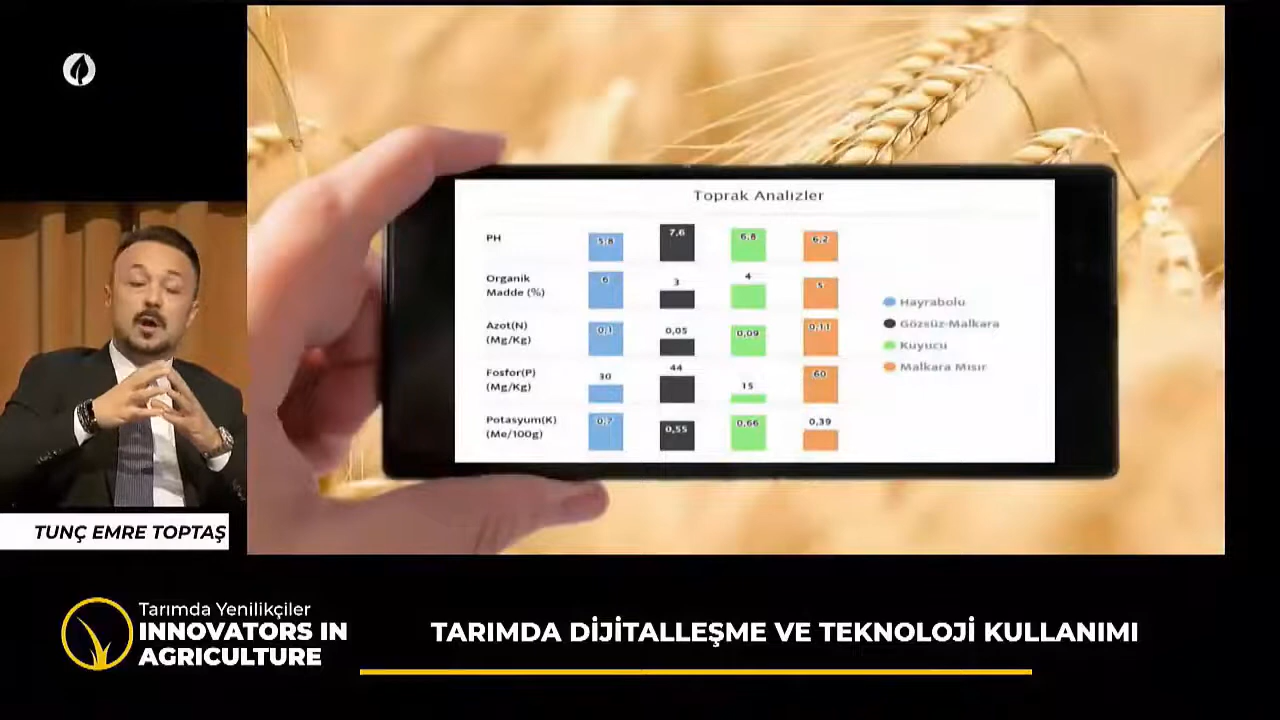 Toprak Analizler
PH
5,8
7,6
6,8
6,2
Organik
Madde (%)
6
3
4
5
Azot(N)
(Mg/Kg)
0,1
0,05
0,09
0,11
Fosfor(P)
(Mg/Kg)
30
44
15
60
Potasyum(K)
(Me/100g)
0,7
0,55
0,66
0,39
Hayrabolu
Gözsüz-Malkara
Kuyucu
Malkara Mısır
TUNÇ EMRE TOPTAŞ
Tarımda Yenilikçiler
INNOVATORS IN
AGRICULTURE
TARIMDA DİJİTALLEŞME VE TEKNOLOJİ KULLANIMI